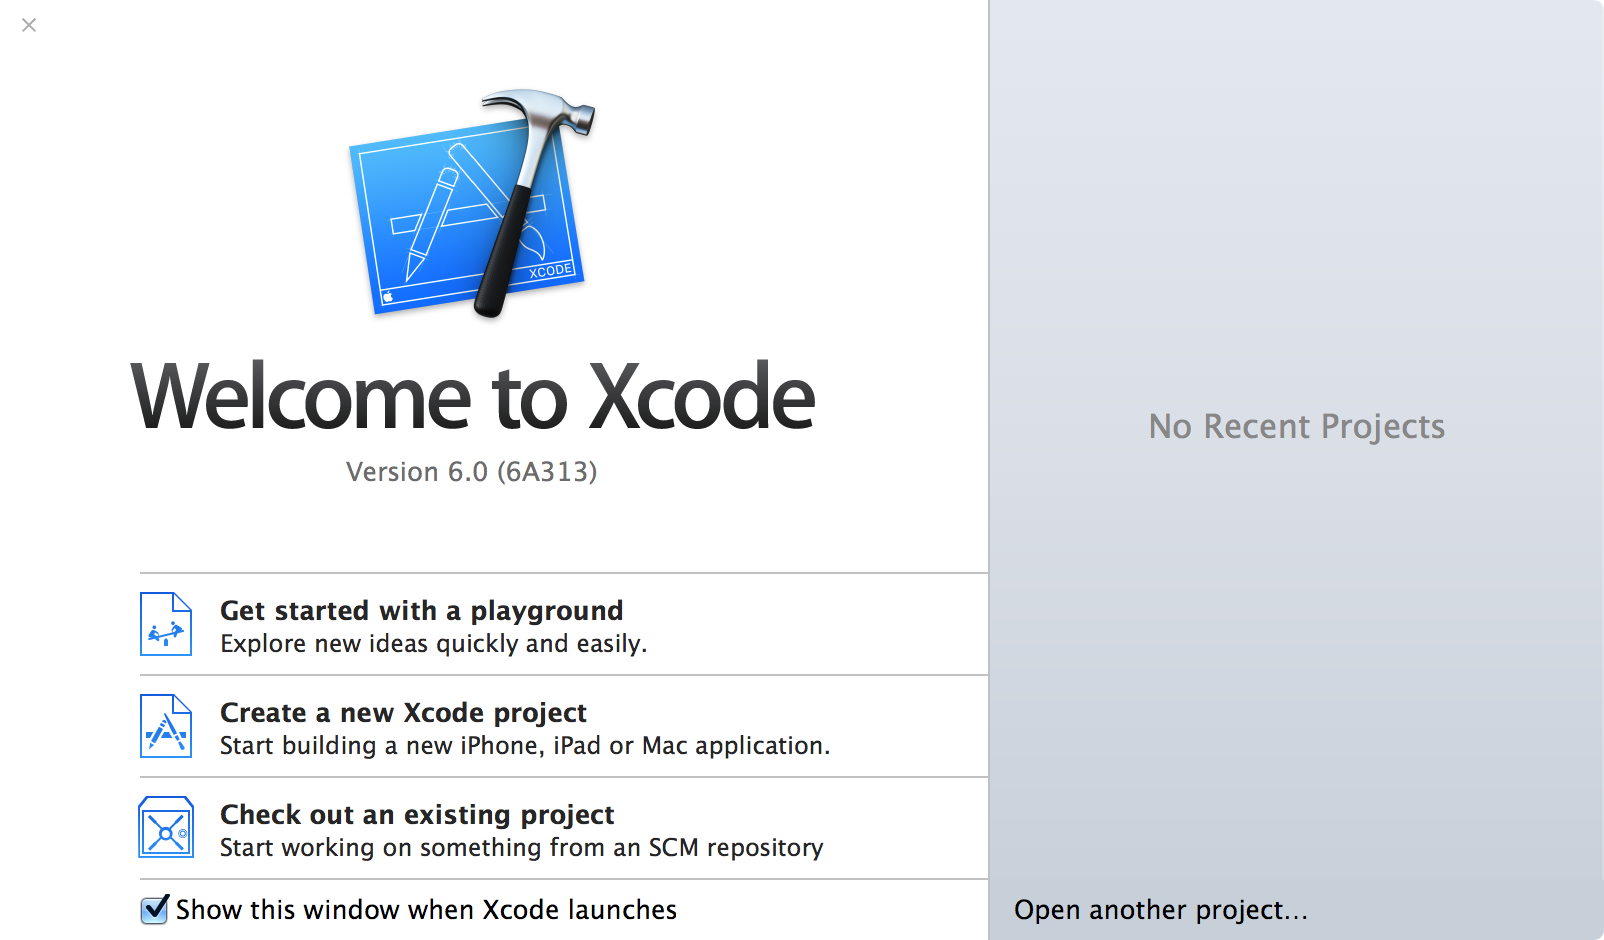 XCODE
Welcome to Xcode
Version 6.0 (6A313)
Get started with a playground
Explore new ideas quickly and easily.
Create a new Xcode project
Start building a new iPhone, iPad or Mac application.
Check out an existing project
Start working on something from an SCM repository
Show this window when Xcode launches
No Recent Projects
Open another project...